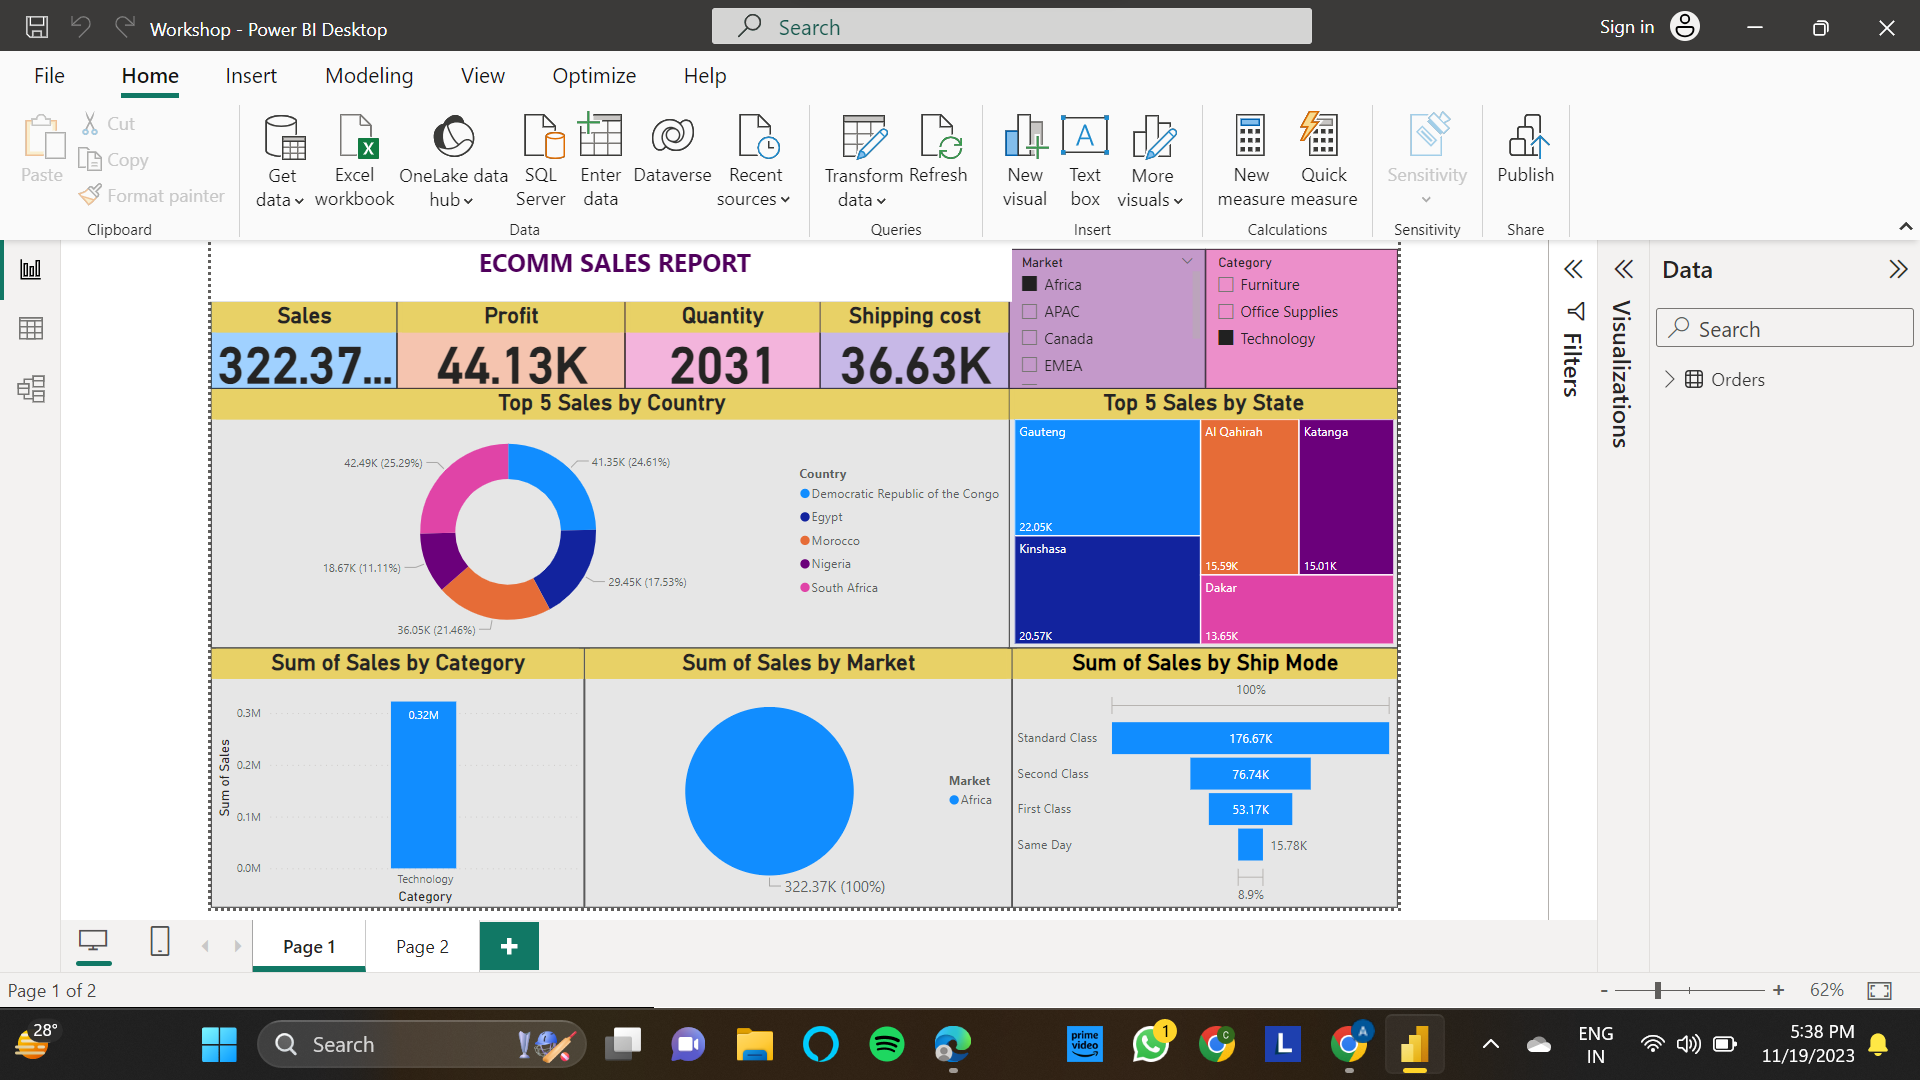 Workshop - Power BI Desktop
Search
Sign in
File
Home
Insert
Modeling
View
Optimize
Help
Paste
Cut
Copy
Format painter
Clipboard
Get
data
Excel
workbook
OneLake data
hub
SQL
Server
Enter
data
Dataverse
Recent
sources
Data
Transform
data
Refresh
Queries
New
visual
Text
box
More
visuals
Insert
New
measure
Quick
measure
Calculations
Sensitivity
Sensitivity
Publish
Share
ECOMM SALES REPORT
Market
Africa
APAC
Canada
EMEA
Category
Furniture
Office Supplies
Technology
Sales
322.37...
Profit
44.13K
Quantity
2031
Shipping cost
36.63K
Top 5 Sales by Country
42.49K (25.29%)
41.35K (24.61%)
18.67K (11.11%)
29.45K (17.53%)
36.05K (21.46%)
Country
Democratic Republic of the Congo
Egypt
Morocco
Nigeria
South Africa
Top 5 Sales by State
Gauteng
22.05K
Kinshasa
20.57K
Al Qahirah
15.59K
Katanga
15.01K
Dakar
13.65K
Sum of Sales by Category
Sum of Sales
0.3M
0.2M
0.1M
0.0M
0.32M
Technology
Category
Sum of Sales by Market
322.37K (100%)
Market
Africa
Sum of Sales by Ship Mode
100%
Standard Class
176.67K
Second Class
76.74K
First Class
53.17K
Same Day
15.78K
8.9%
Filters
Visualizations
Data
Search
Orders
Page 1
Page 2
+
Page 1 of 2
- + 62%
28°
Search
prime
video
1
C
L
A
ENG
IN
5:38 PM
11/19/2023